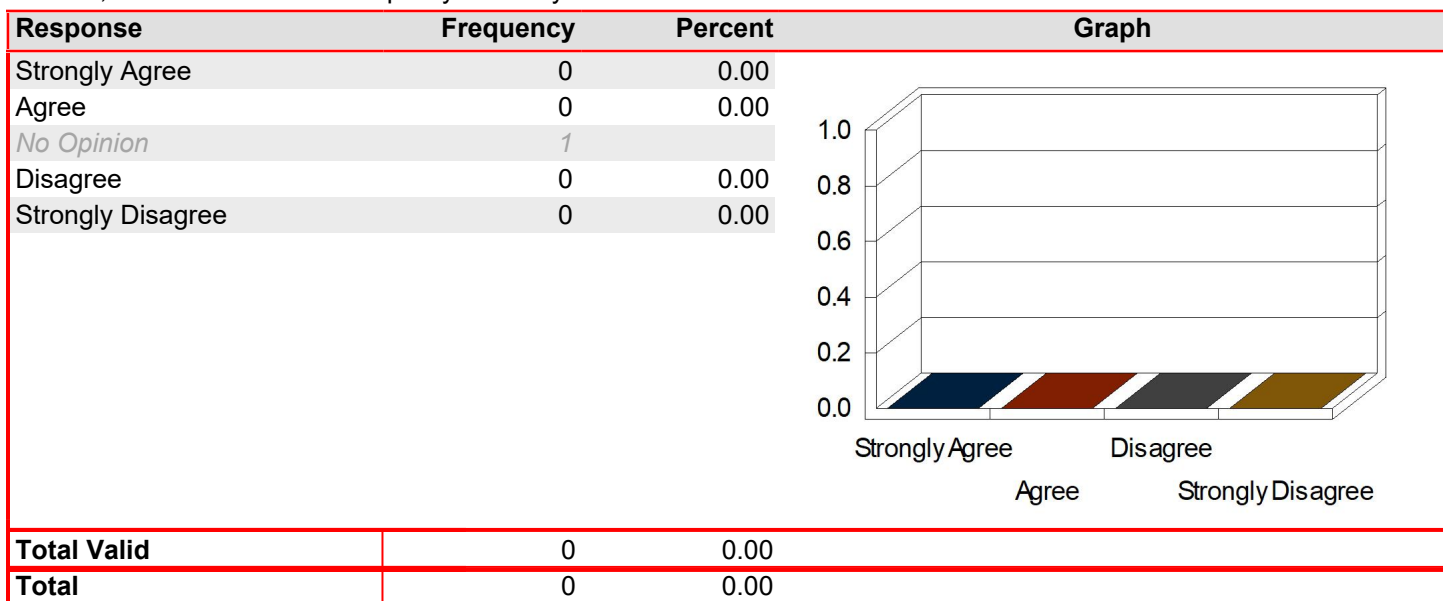 Response Frequency Percent Graph
Strongly Agree 0 0.00
Agree 0 0.00
No Opinion 1
Disagree 0 0.00
Strongly Disagree 0 0.00
1.0
0.8
0.6
0.4
0.2
0.0
Strongly Agree Disagree
Agree Strongly Disagree
Total Valid 0 0.00
Total 0 0.00